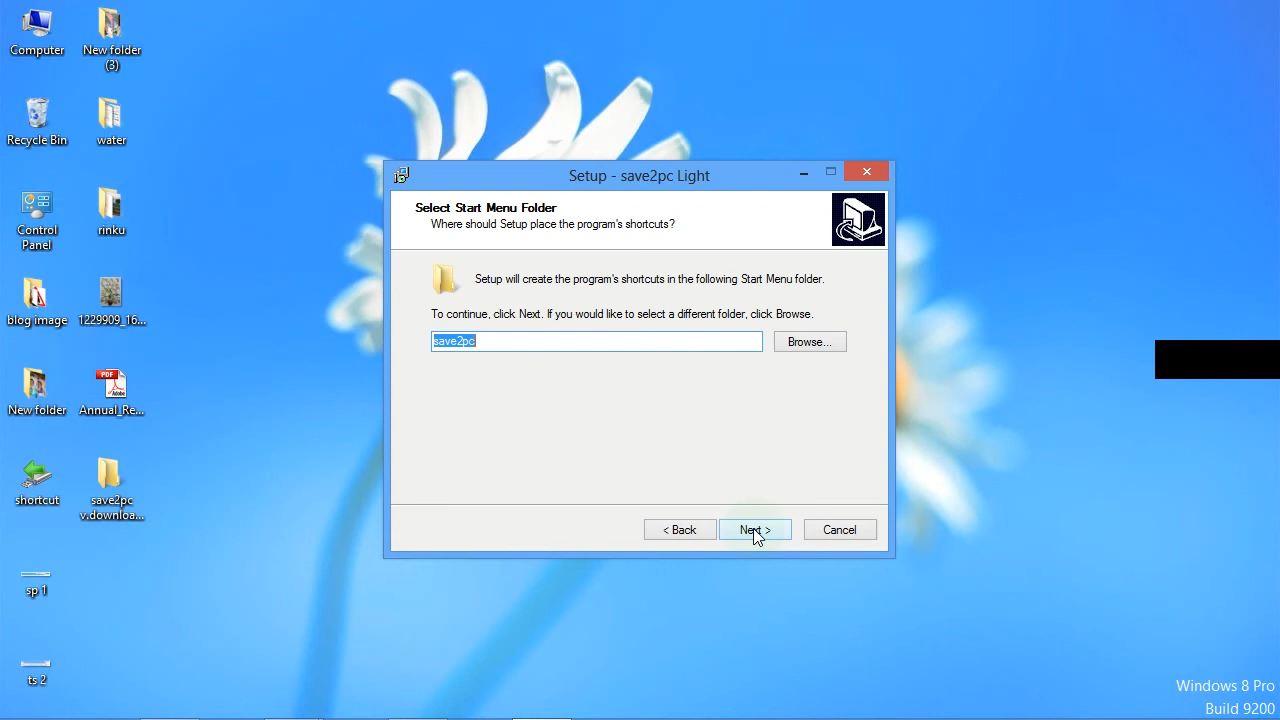 Computer
New folder
(3)
Recycle Bin
water
Control
Panel
rinku
blog image
1229909_16...
New folder
PDF
Adobe
Annual_Re...
shortcut
save2pc
v.downloa...
sp 1
ts 2
Setup - save2pc Light
Select Start Menu Folder
Where should Setup place the program's shortcuts?
Setup will create the program's shortcuts in the following Start Menu folder.
To continue, click Next. If you would like to select a different folder, click Browse.
save2pc
Browse...
< Back
Next >
Cancel
Windows 8 Pro
Build 9200